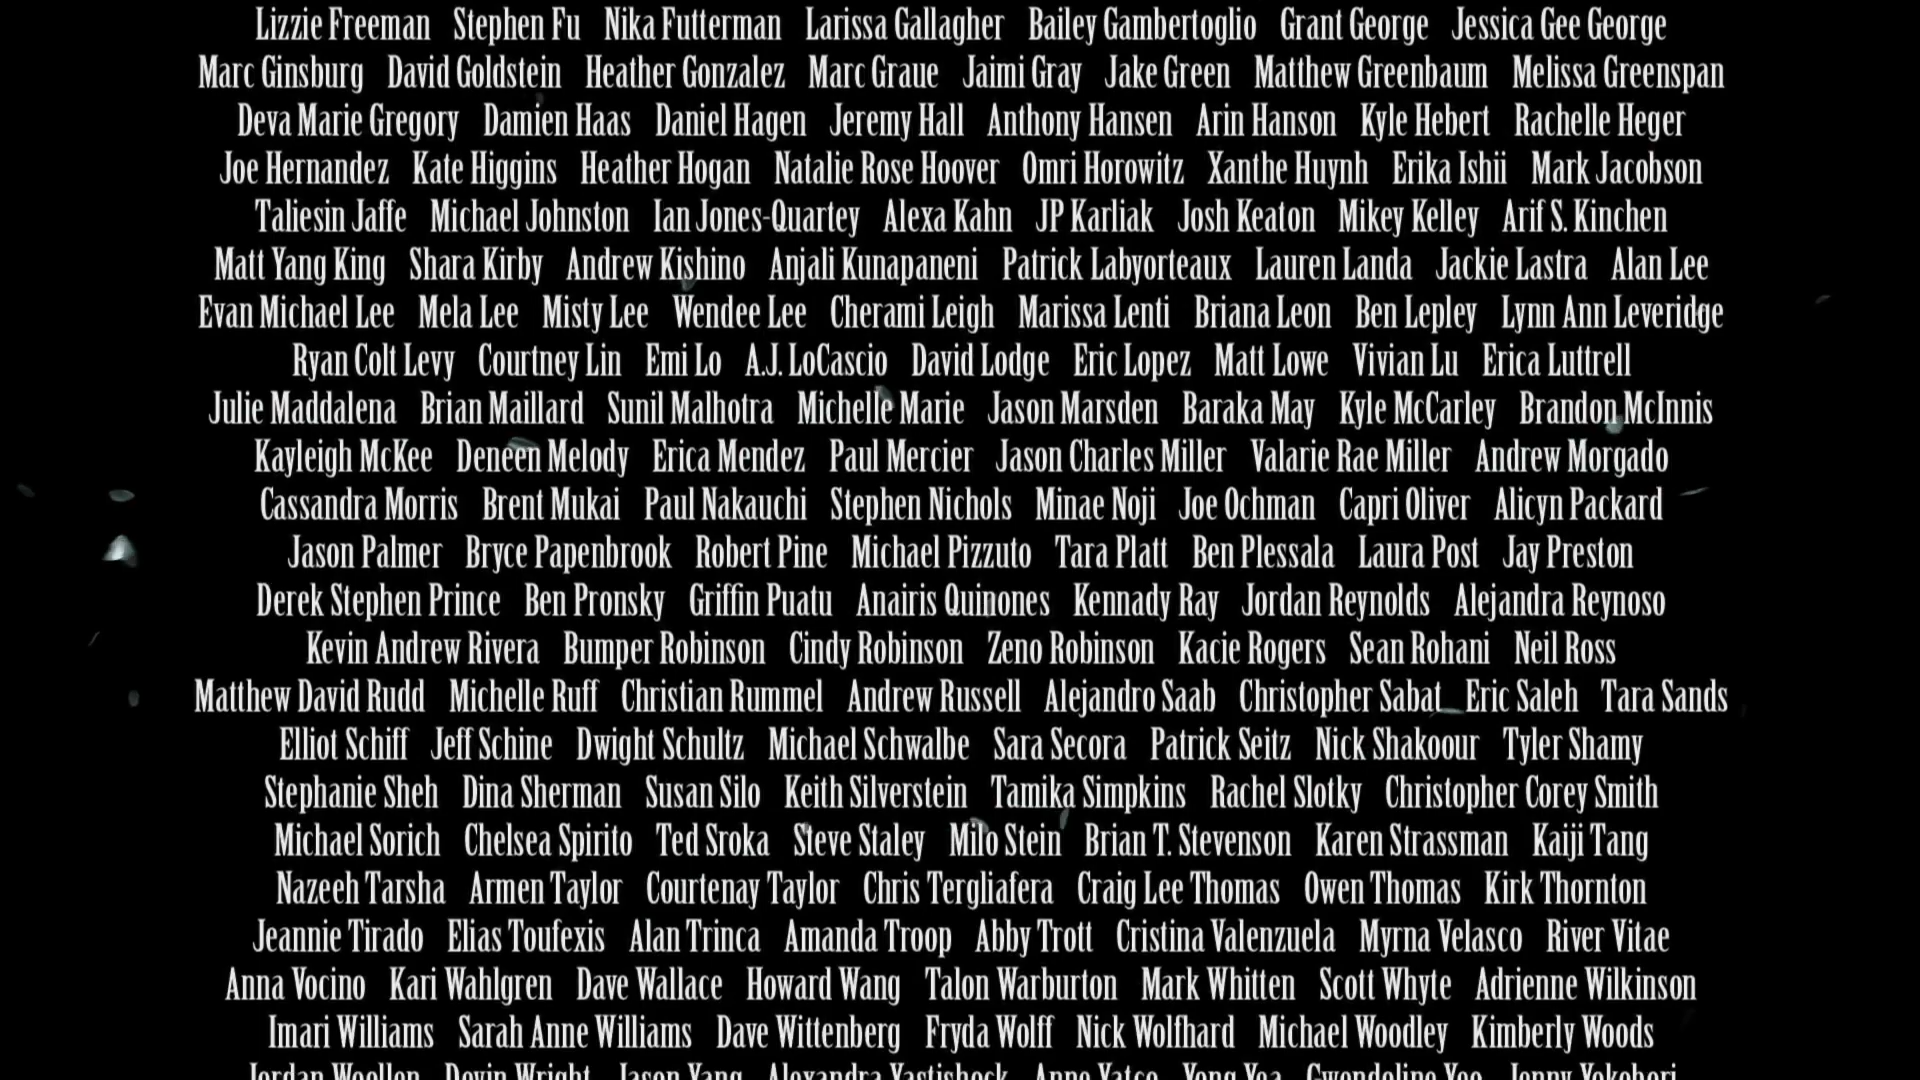 Lizzie Freeman Stephen Fu Nika Futterman Larissa Gallagher Bailey Gambertoglio Grant George Jessica Gee George
Marc Ginsburg David Goldstein Heather Gonzalez Marc Graue Jaimi Gray Jake Green Matthew Greenbaum Melissa Greenspan
Deva Marie Gregory Damien Haas Daniel Hagen Jeremy Hall Anthony Hansen Arin Hanson Kyle Hebert Rachelle Heger
Joe Hernandez Kate Higgins Heather Hogan Natalie Rose Hoover Omri Horowitz Xanthe Huynh Erika Ishii Mark Jacobson
Taliesin Jaffe Michael Johnston Ian Jones-Quartey Alexa Kahn JP Karliak Josh Keaton Mikey Kelley Arif S. Kinchen
Matt Yang King Shara Kirby Andrew Kishino Anjali Kunapaneni Patrick Labyorteaux Lauren Landa Jackie Lastra Alan Lee
Evan Michael Lee Mela Lee Misty Lee Wendee Lee Cherami Leigh Marissa Lenti Briana Leon Ben Lepley Lynn Ann Leveridge
Ryan Colt Levy Courtney Lin Emi Lo A.J. LoCascio David Lodge Eric Lopez Matt Lowe Vivian Lu Erica Luttrell
Julie Maddalena Brian Maillard Sunil Malhotra Michelle Marie Jason Marsden Baraka May Kyle McCarley Brandon McInnis
Kayleigh McKee Deneen Melody Erica Mendez Paul Mercier Jason Charles Miller Valarie Rae Miller Andrew Morgado
Cassandra Morris Brent Mukai Paul Nakauchi Stephen Nichols Minae Noji Joe Ochman Capri Oliver Alicyn Packard
Jason Palmer Bryce Papenbrook Robert Pine Michael Pizzuto Tara Platt Ben Plessala Laura Post Jay Preston
Derek Stephen Prince Ben Pronsky Griffin Puatu Anairis Quinones Kennady Ray Jordan Reynolds Alejandra Reynoso
Kevin Andrew Rivera Bumper Robinson Cindy Robinson Zeno Robinson Kacie Rogers Sean Rohani Neil Ross
Matthew David Rudd Michelle Ruff Christian Rummel Andrew Russell Alejandro Saab Christopher Sabat Eric Saleh Tara Sands
Elliot Schiff Jeff Schine Dwight Schultz Michael Schwalbe Sara Secora Patrick Seitz Nick Shakoour Tyler Shamy
Stephanie Sheh Dina Sherman Susan Silo Keith Silverstein Tamika Simpkins Rachel Slotky Christopher Corey Smith
Michael Sorich Chelsea Spirito Ted Sroka Steve Staley Milo Stein Brian T. Stevenson Karen Strassman Kaiji Tang
Nazeeh Tarsha Armen Taylor Courtenay Taylor Chris Tergliafera Craig Lee Thomas Owen Thomas Kirk Thornton
Jeannie Tirado Elias Toufexis Alan Trinca Amanda Troop Abby Trott Cristina Valenzuela Myrna Velasco River Vitae
Anna Vocino Kari Wahlgren Dave Wallace Howard Wang Talon Warburton Mark Whitten Scott Whyte Adrienne Wilkinson
Imari Williams Sarah Anne Williams Dave Wittenberg Fryda Wolff Nick Wolfhard Michael Woodley Kimberly Woods
Jordan Woollen Devin Wright Jason Yang Alexandra Yastishock Anne Yatco Yong Yea Gwendoline Yeo Jenny Yokobori